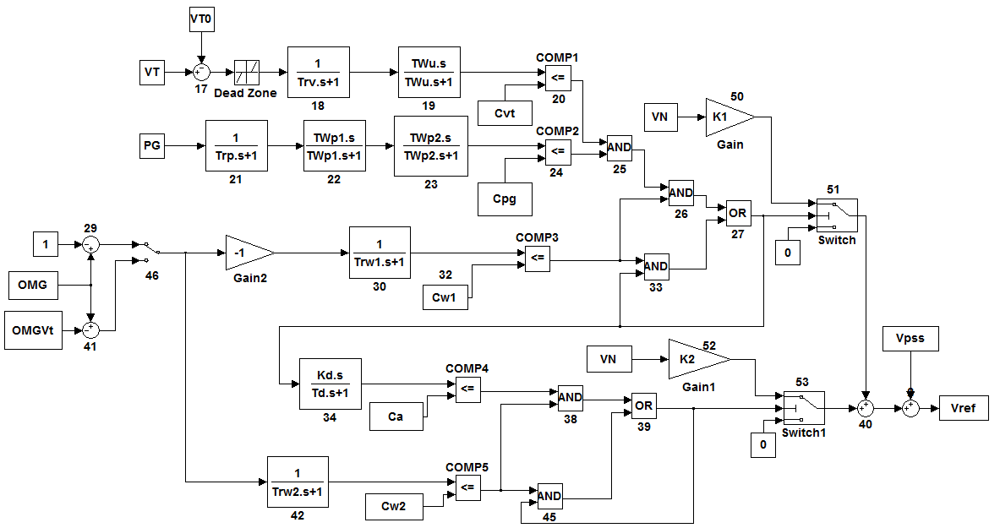 VT0
VT
17
Dead Zone
1
Trv.s+1
18
TWu.s
TWu.s+1
19
COMP1
<=
20
Cvt
PG
1
Trp.s+1
21
TWp1.s
TWp1.s+1
22
TWp2.s
TWp2.s+1
23
COMP2
<=
24
Cpg
AND
25
VN
50
K1
Gain
AND
26
OR
27
51
Switch
0
29
1
OMG
OMGVt
41
46
-1
Gain2
1
Trw1.s+1
30
COMP3
<=
32
Cw1
AND
33
Kd.s
Td.s+1
34
COMP4
<=
Ca
AND
38
OR
39
VN
52
K2
Gain1
53
Switch1
0
Vpss
40
Vref
1
Trw2.s+1
42
COMP5
<=
Cw2
AND
45